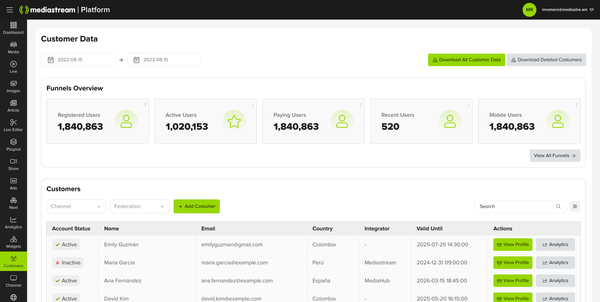 mediastream | Platform
MR
mromero@mediastre.am
Dashboard
Media
Live
Images
Article
Live Editor
Playout
Show
Ads
Next
Analytics
Widgets
Customers
Channel
Customer Data
2022-08-15
2022-08-15
Download All Customer Data
Download Deleted Costumers
Funnels Overview
Registered Users
1,840,863
Active Users
1,020,153
Paying Users
1,840,863
Recent Users
520
Mobile Users
1,840,863
View All Funnels
Customers
Channel
Federation
+ Add Costumer
Search
Account Status Name Email Country Integrator Valid Until Actions
Active Emily Guzmán emilyguzman@gmail.com Colombia - 2025-07-25 14:30:00 View Profile Analytics
Inactive María García maria.garcia@example.com Perú Mediastream 2024-12-31 09:00:00 View Profile Analytics
Active Ana Fernández ana.fernandez@example.com España MediaHub 2026-03-15 18:45:00 View Profile Analytics
Active David Kim david.kim@example.com Colombia - 2025-05-20 16:15:00 View Profile Analytics